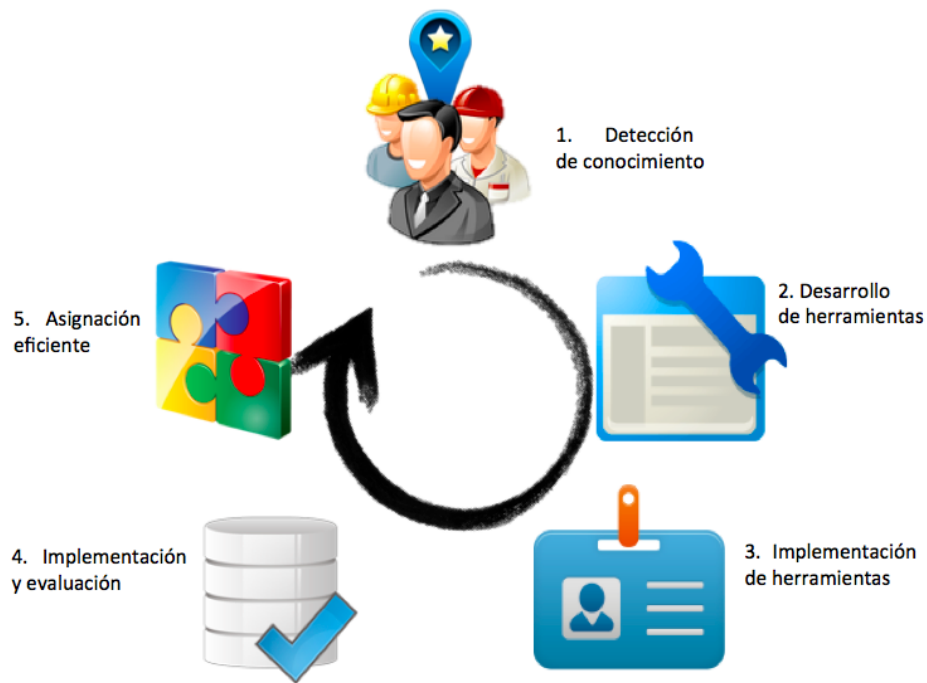 1. Detección
de conocimiento
2. Desarrollo
de herramientas
3. Implementación
de herramientas
4. Implementación
y evaluación
5. Asignación
eficiente